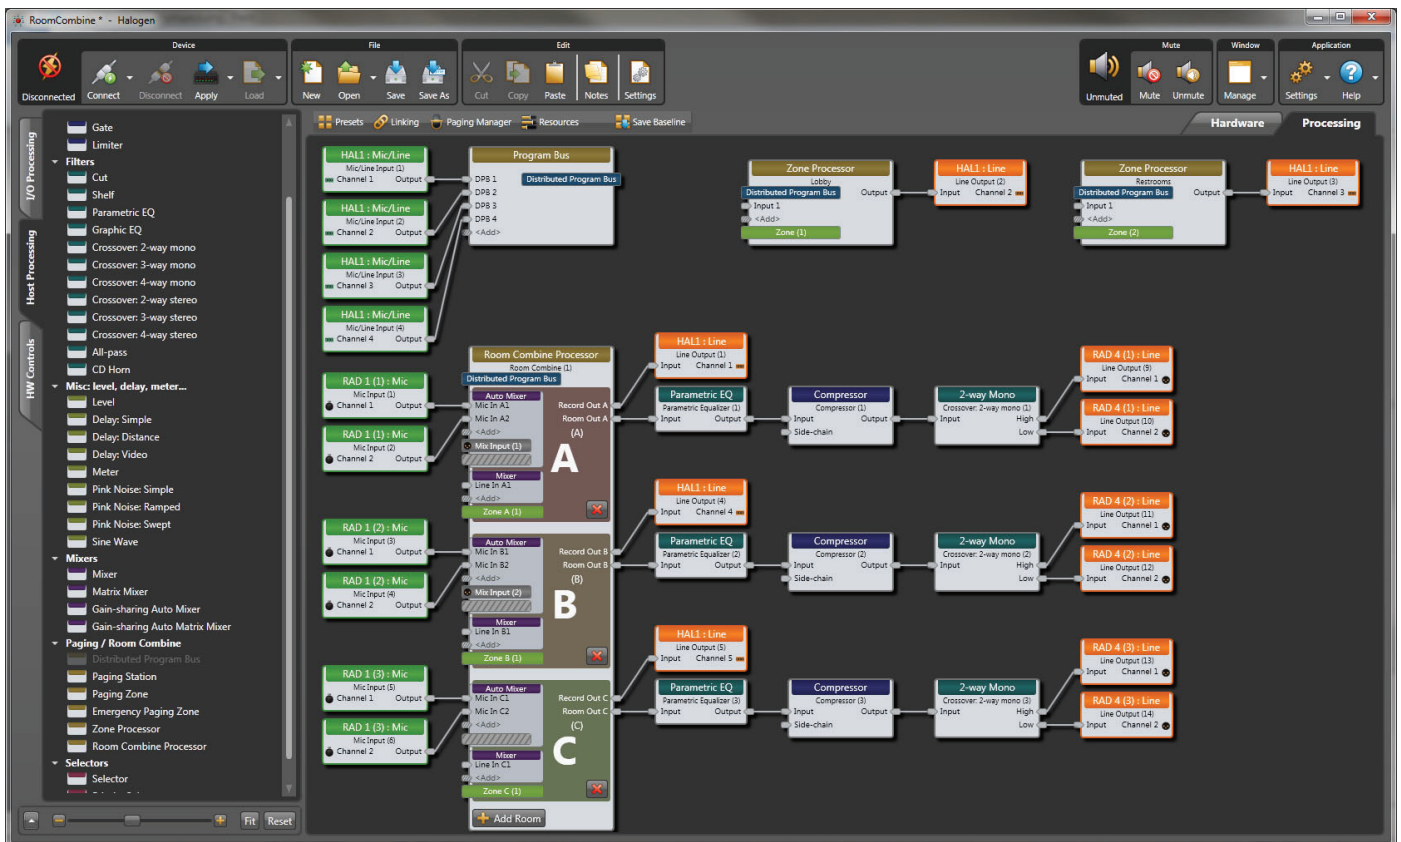 RoomCombine * - Halogen
Device
File
Edit
Mute
Window
Application
Disconnected
Connect
Disconnect
Apply
Load
New
Open
Save
Save As
Cut
Copy
Paste
Notes
Settings
Unmuted
Mute
Unmute
Manage
Settings
Help
Presets
Linking
Paging Manager
Resources
Save Baseline
Hardware
Processing
I/O Processing
Host Processing
HW Controls
Gate
Limiter
Filters
Cut
Shelf
Parametric EQ
Graphic EQ
Crossover: 2-way mono
Crossover: 3-way mono
Crossover: 4-way mono
Crossover: 2-way stereo
Crossover: 3-way stereo
Crossover: 4-way stereo
All-pass
CD Horn
Misc: level, delay, meter...
Level
Delay: Simple
Delay: Distance
Delay: Video
Meter
Pink Noise: Simple
Pink Noise: Ramped
Pink Noise: Swept
Sine Wave
Mixers
Mixer
Matrix Mixer
Gain-sharing Auto Mixer
Gain-sharing Auto Matrix Mixer
Paging / Room Combine
Distributed Program Bus
Paging Station
Paging Zone
Emergency Paging Zone
Zone Processor
Room Combine Processor
Selectors
Selector
Fit
Reset
HAL1 : Mic/Line
Mic/Line Input (1)
Channel 1 Output
HAL1 : Mic/Line
Mic/Line Input (2)
Channel 2 Output
HAL1 : Mic/Line
Mic/Line Input (3)
Channel 3 Output
HAL1 : Mic/Line
Mic/Line Input (4)
Channel 4 Output
Program Bus
DPB 1 Distributed Program Bus
DPB 2
DPB 3
DPB 4
<Add>
Zone Processor
Lobby
Distributed Program Bus Output
Input 1
<Add>
Zone (1)
HAL1 : Line
Line Output (2)
Input Channel 2
Zone Processor
Restrooms
Distributed Program Bus Output
Input 1
<Add>
Zone (2)
HAL1 : Line
Line Output (3)
Input Channel 3
RAD 1 (1) : Mic
Mic Input (1)
Channel 1 Output
RAD 1 (1) : Mic
Mic Input (2)
Channel 2 Output
Room Combine Processor
Room Combine (1)
Distributed Program Bus
Auto Mixer
Mic In A1 Record Out A
Mic In A2 Room Out A
<Add> (A)
Mix Input (1)
A
Mixer
Line In A1
<Add>
Zone A (1)
HAL1 : Line
Line Output (1)
Input Channel 1
Parametric EQ
Parametric Equalizer (1)
Input Output
Compressor
Compressor (1)
Input Output
Side-chain
2-way Mono
Crossover: 2-way mono (1)
Input High
Low
RAD 4 (1) : Line
Line Output (9)
Input Channel 1
RAD 4 (1) : Line
Line Output (10)
Input Channel 2
RAD 1 (2) : Mic
Mic Input (3)
Channel 1 Output
RAD 1 (2) : Mic
Mic Input (4)
Channel 2 Output
Auto Mixer
Mic In B1 Record Out B
Mic In B2 Room Out B
<Add> (B)
Mix Input (2)
B
Mixer
Line In B1
<Add>
Zone B (1)
HAL1 : Line
Line Output (4)
Input Channel 4
Parametric EQ
Parametric Equalizer (2)
Input Output
Compressor
Compressor (2)
Input Output
Side-chain
2-way Mono
Crossover: 2-way mono (2)
Input High
Low
RAD 4 (2) : Line
Line Output (11)
Input Channel 1
RAD 4 (2) : Line
Line Output (12)
Input Channel 2
RAD 1 (3) : Mic
Mic Input (5)
Channel 1 Output
RAD 1 (3) : Mic
Mic Input (6)
Channel 2 Output
Auto Mixer
Mic In C1 Record Out C
Mic In C2 Room Out C
<Add> (C)
C
Mixer
Line In C1
<Add>
Zone C (1)
Add Room
HAL1 : Line
Line Output (5)
Input Channel 5
Parametric EQ
Parametric Equalizer (3)
Input Output
Compressor
Compressor (3)
Input Output
Side-chain
2-way Mono
Crossover: 2-way mono (3)
Input High
Low
RAD 4 (3) : Line
Line Output (13)
Input Channel 1
RAD 4 (3) : Line
Line Output (14)
Input Channel 2